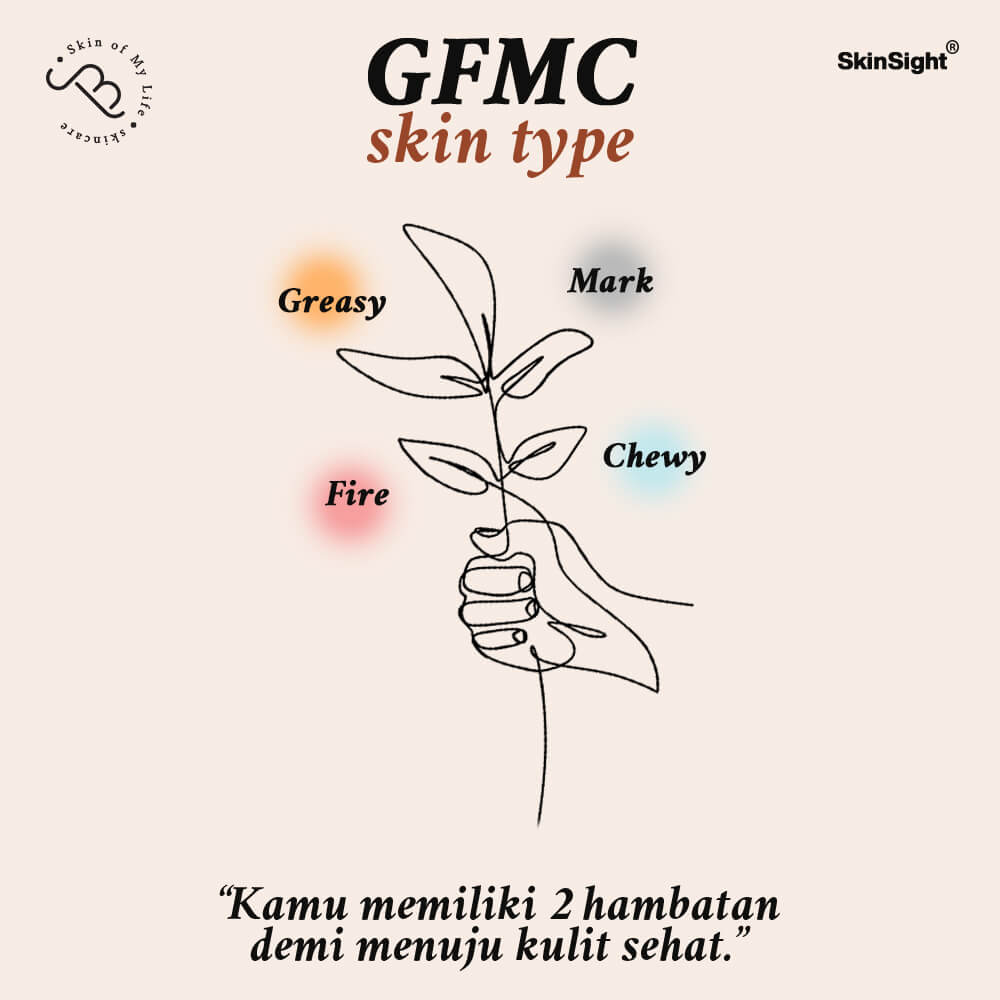 Skin of My Life
skincare
GFMC
skin type
SkinSight®
Greasy
Mark
Fire
Chewy
“Kamu memiliki 2 hambatan
demi menuju kulit sehat.”